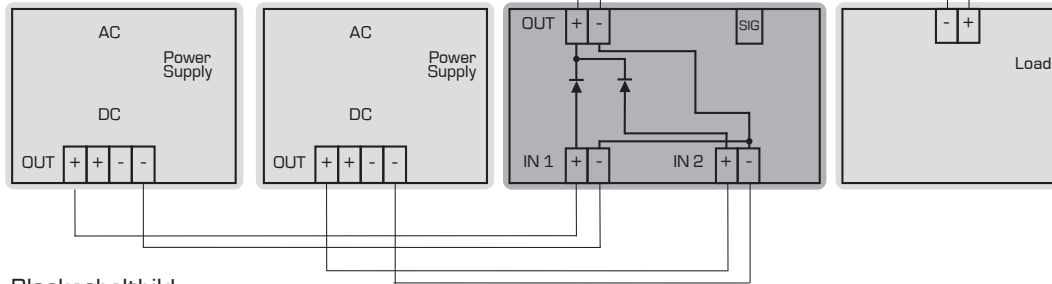 AC
Power
Supply
DC
OUT + + - -
AC
Power
Supply
DC
OUT + + - -
OUT + -
SIG
IN 1 + -
IN 2 + -
- +
Load
Blockschaltbild